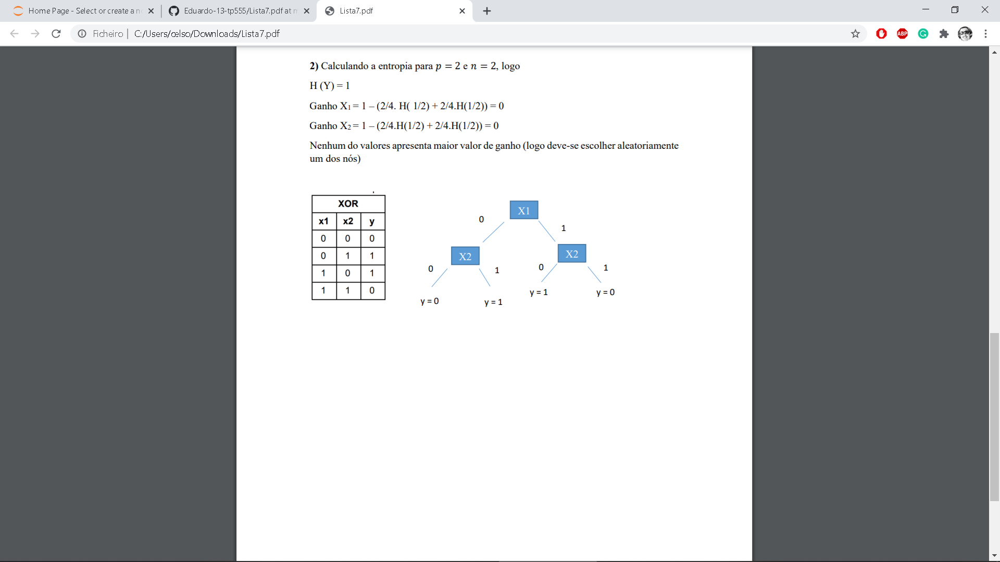 Home Page - Select or create a n
Eduardo-13-tp555/Lista7.pdf at m
Lista7.pdf
Ficheiro
C:/Users/celso/Downloads/Lista7.pdf
ABP
2) Calculando a entropia para p = 2 e n = 2, logo
H (Y) = 1
Ganho X₁ = 1 – (2/4. H( 1/2) + 2/4.H(1/2)) = 0
Ganho X₂ = 1 – (2/4.H(1/2) + 2/4.H(1/2)) = 0
Nenhum do valores apresenta maior valor de ganho (logo deve-se escolher aleatoriamente
um dos nós)
XOR
x1 x2 y
0 0 0
0 1 1
1 0 1
1 1 0
X1
0
1
X2
X2
0
1
0
1
y = 0
y = 1
y = 1
y = 0